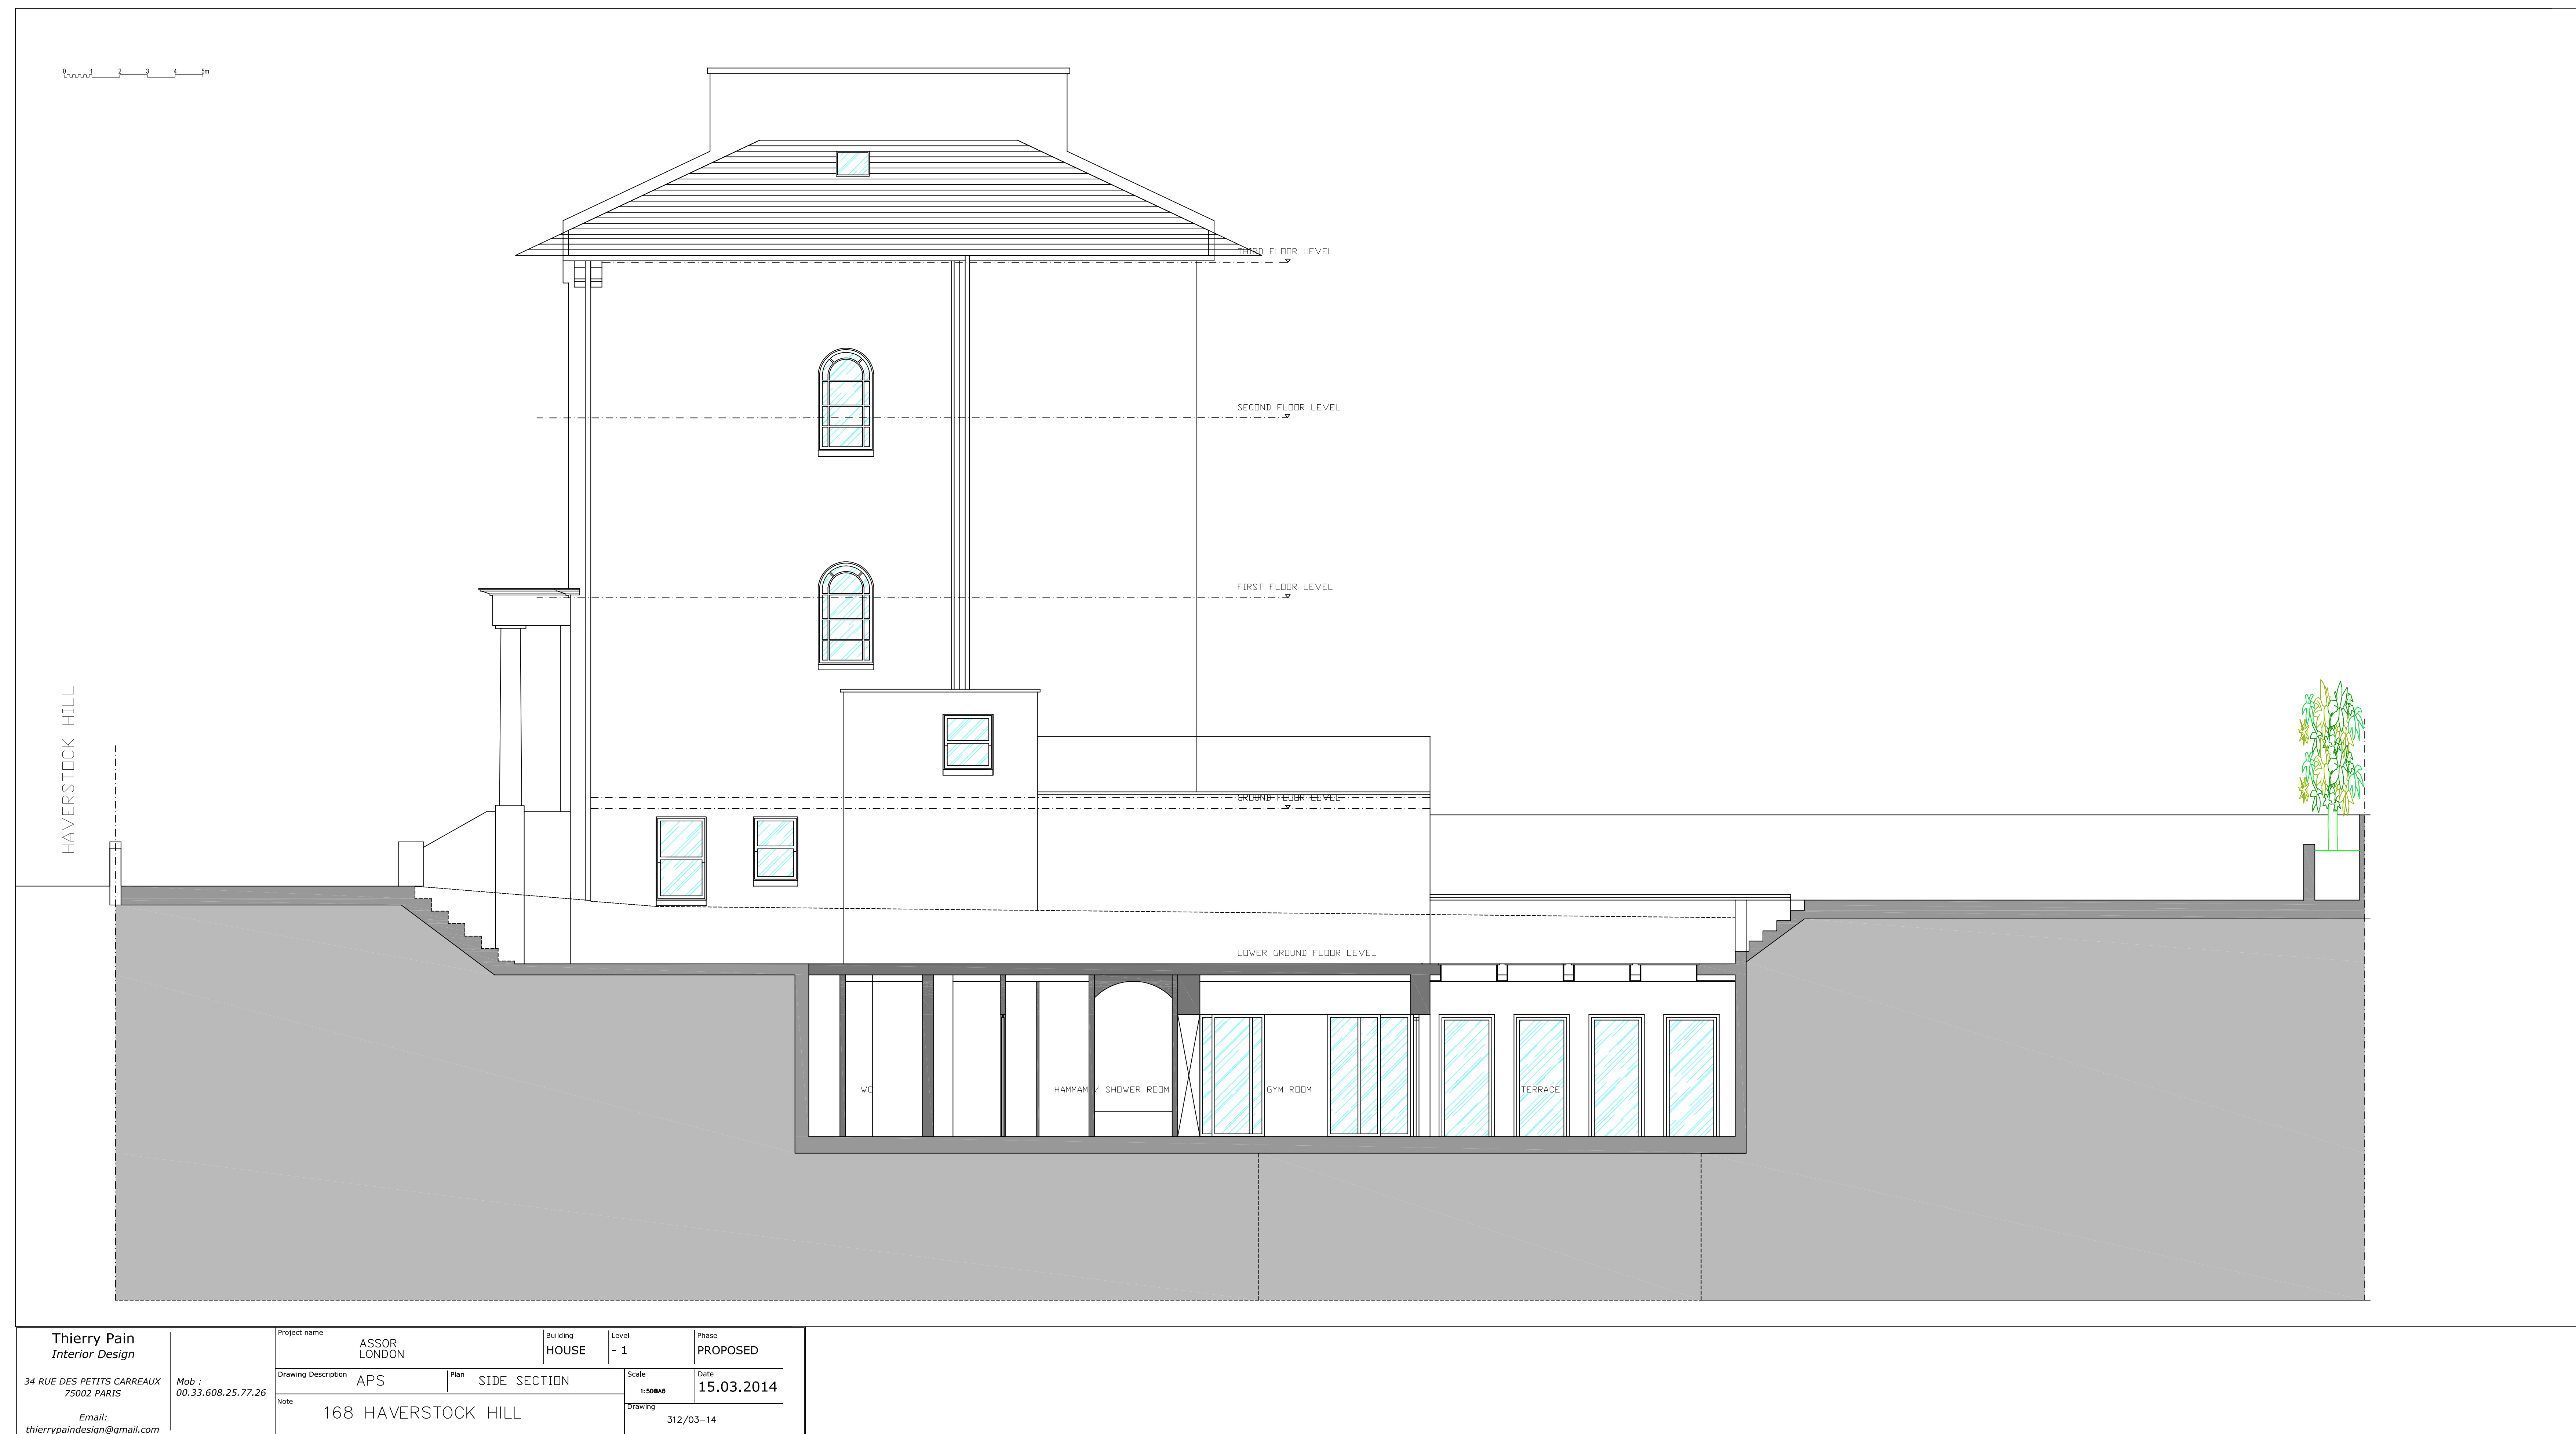 0 1 2 3 4 5m
THIRD FLOOR LEVEL
SECOND FLOOR LEVEL
FIRST FLOOR LEVEL
HAVERSTOCK HILL
GROUND FLOOR LEVEL
LOWER GROUND FLOOR LEVEL
WC
HAMMAM / SHOWER ROOM
GYM ROOM
TERRACE
Thierry Pain
Interior Design
34 RUE DES PETITS CARREAUX
75002 PARIS
Email:
thierrypaindesign@gmail.com
Mob :
00.33.608.25.77.26
Project name
ASSOR
LONDON
Building
HOUSE
Level
- 1
Phase
PROPOSED
Drawing Description
APS
Plan
SIDE SECTION
Scale
1:50@A3
Date
15.03.2014
Note
168 HAVERSTOCK HILL
Drawing
312/03-14